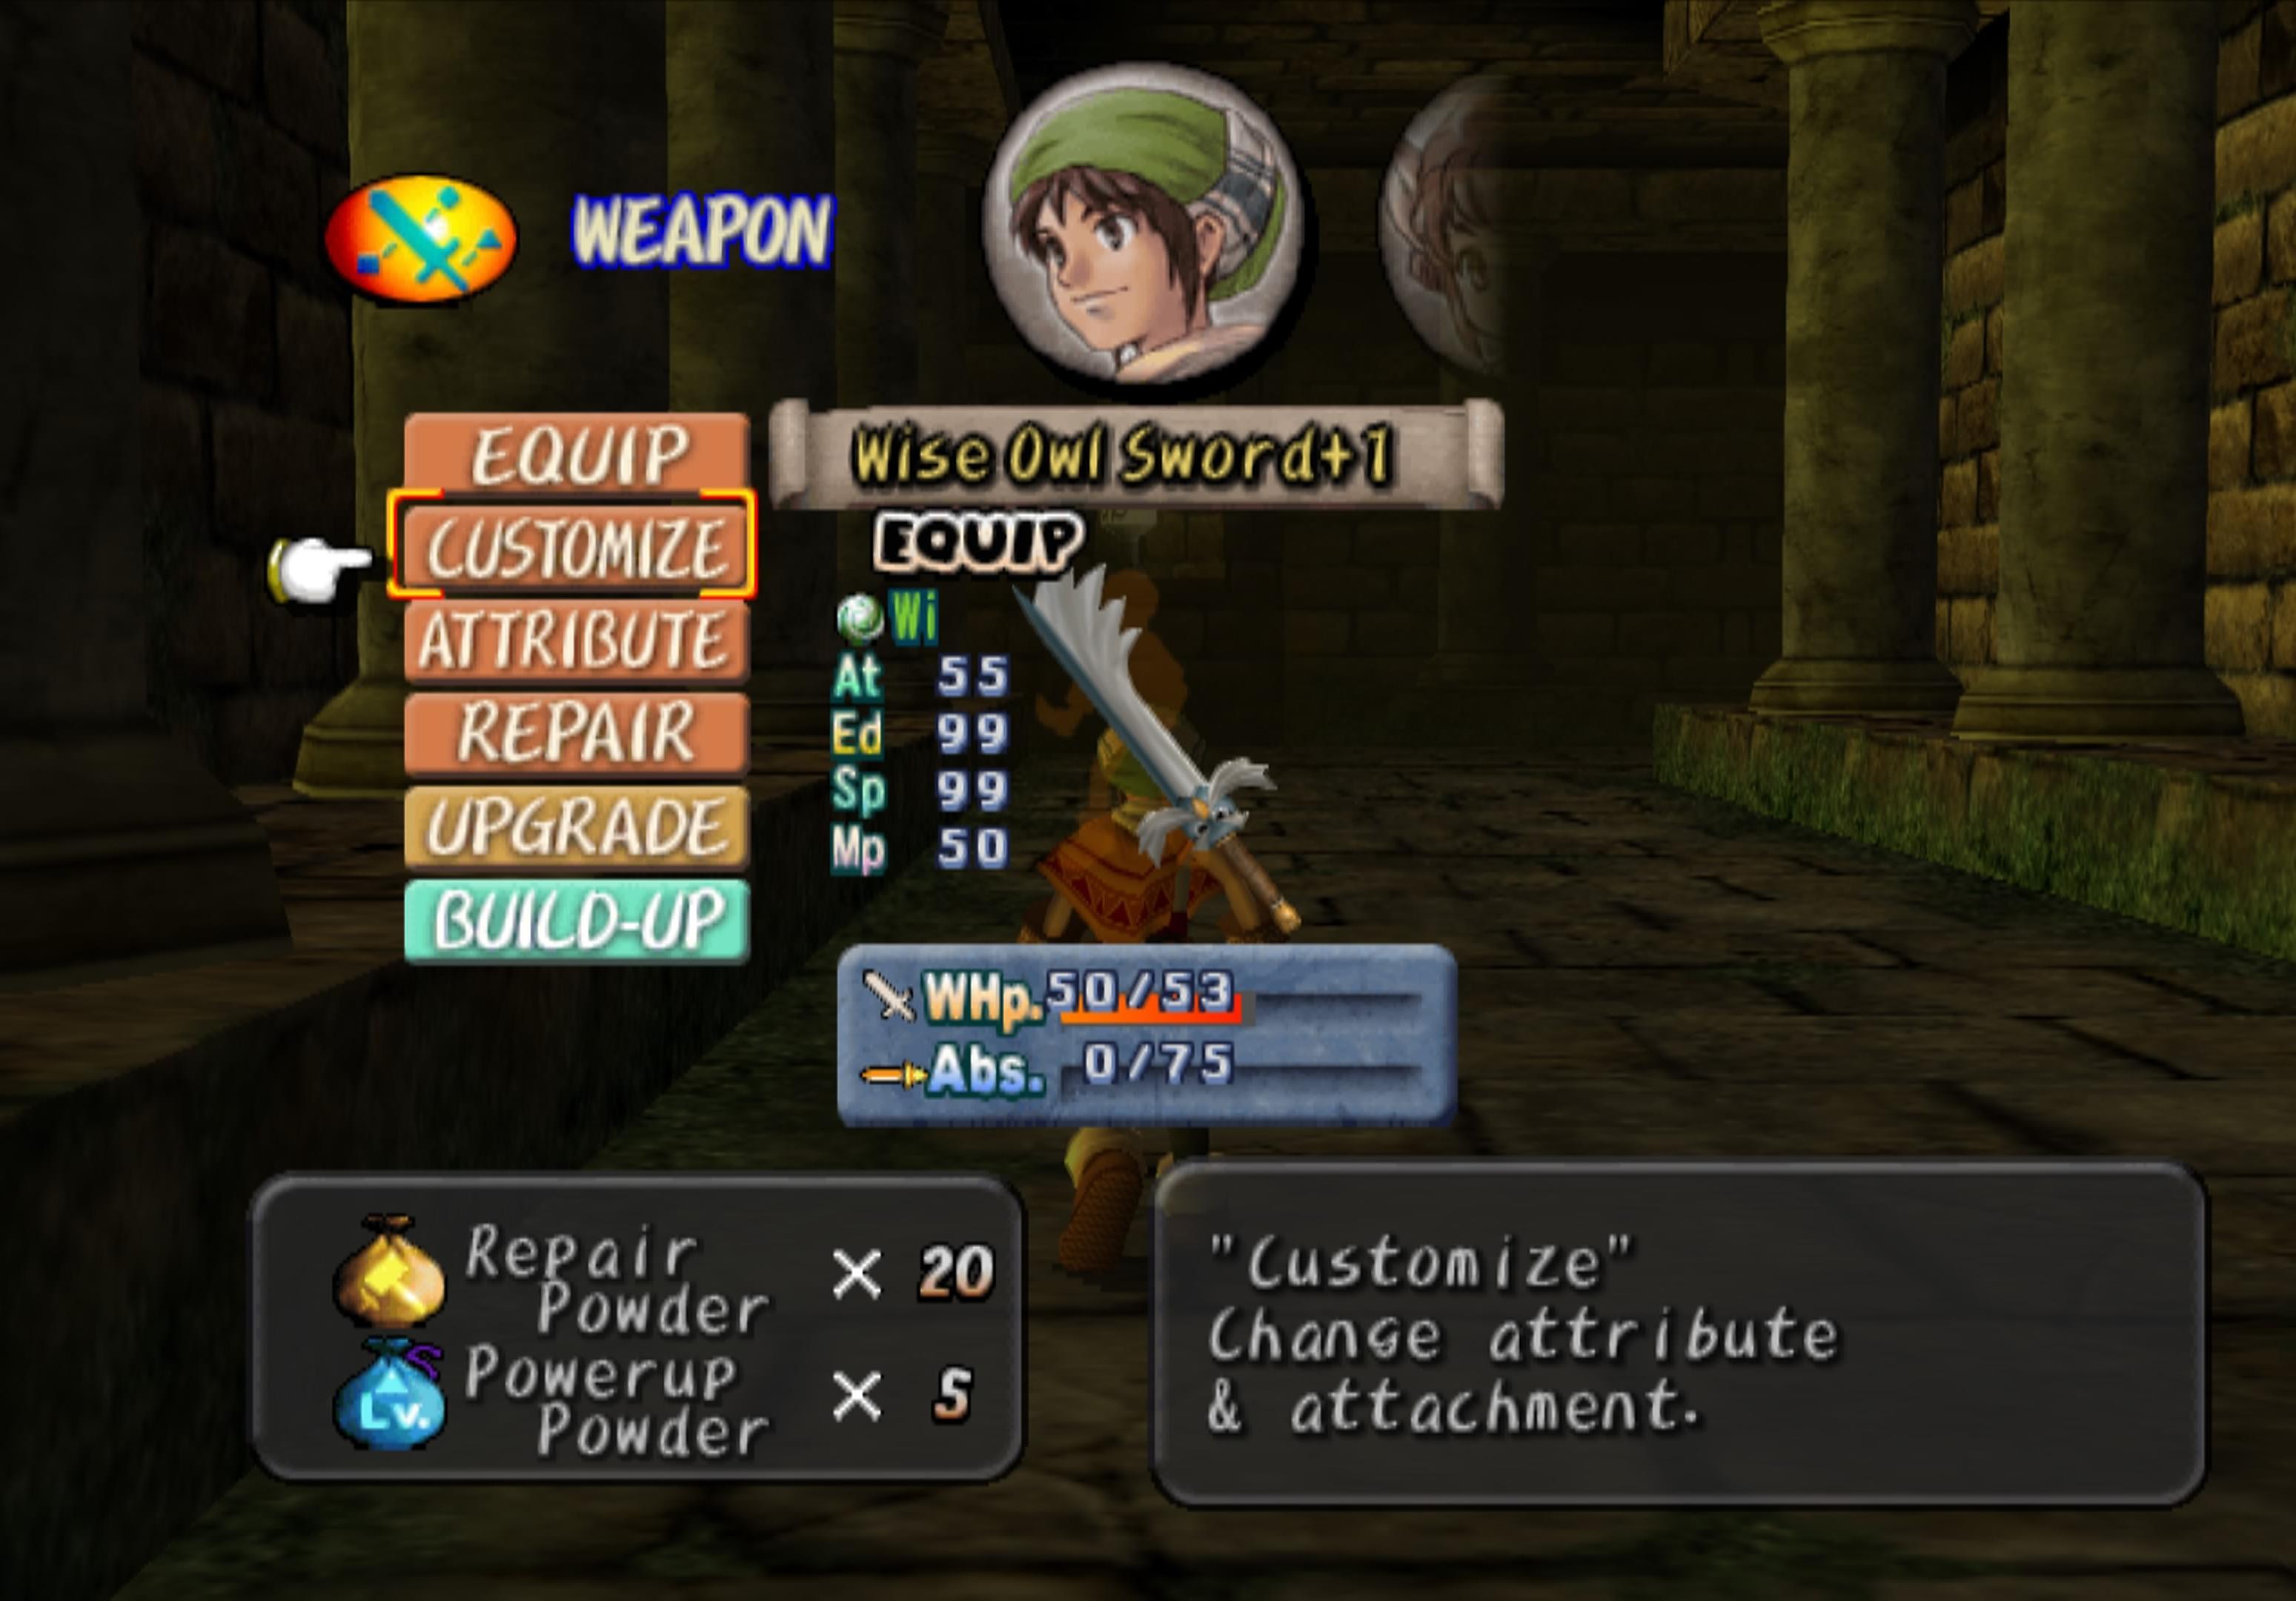 WEAPON
Wise Owl Sword+1
EQUIP
CUSTOMIZE
ATTRIBUTE
REPAIR
UPGRADE
BUILD-UP
EQUIP
Wi
At 55
Ed 99
Sp 99
Mp 50
WHp. 50/53
Abs. 0/75
Repair
Powder × 20
Lv.
Powerup
Powder × 5
"Customize"
Change attribute
& attachment.